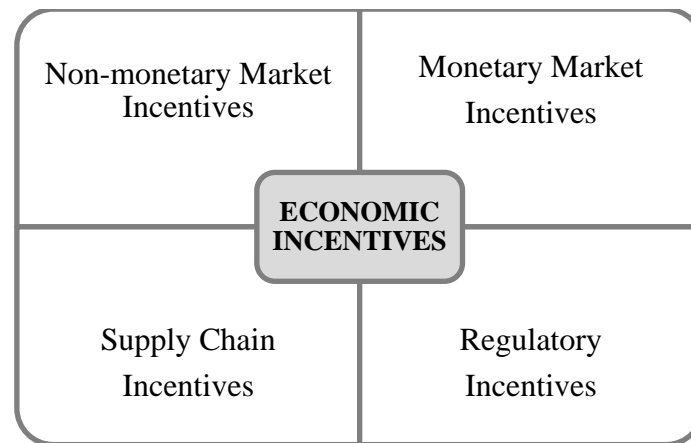 Non-monetary Market
Incentives
Monetary Market
Incentives
ECONOMIC
INCENTIVES
Supply Chain
Incentives
Regulatory
Incentives